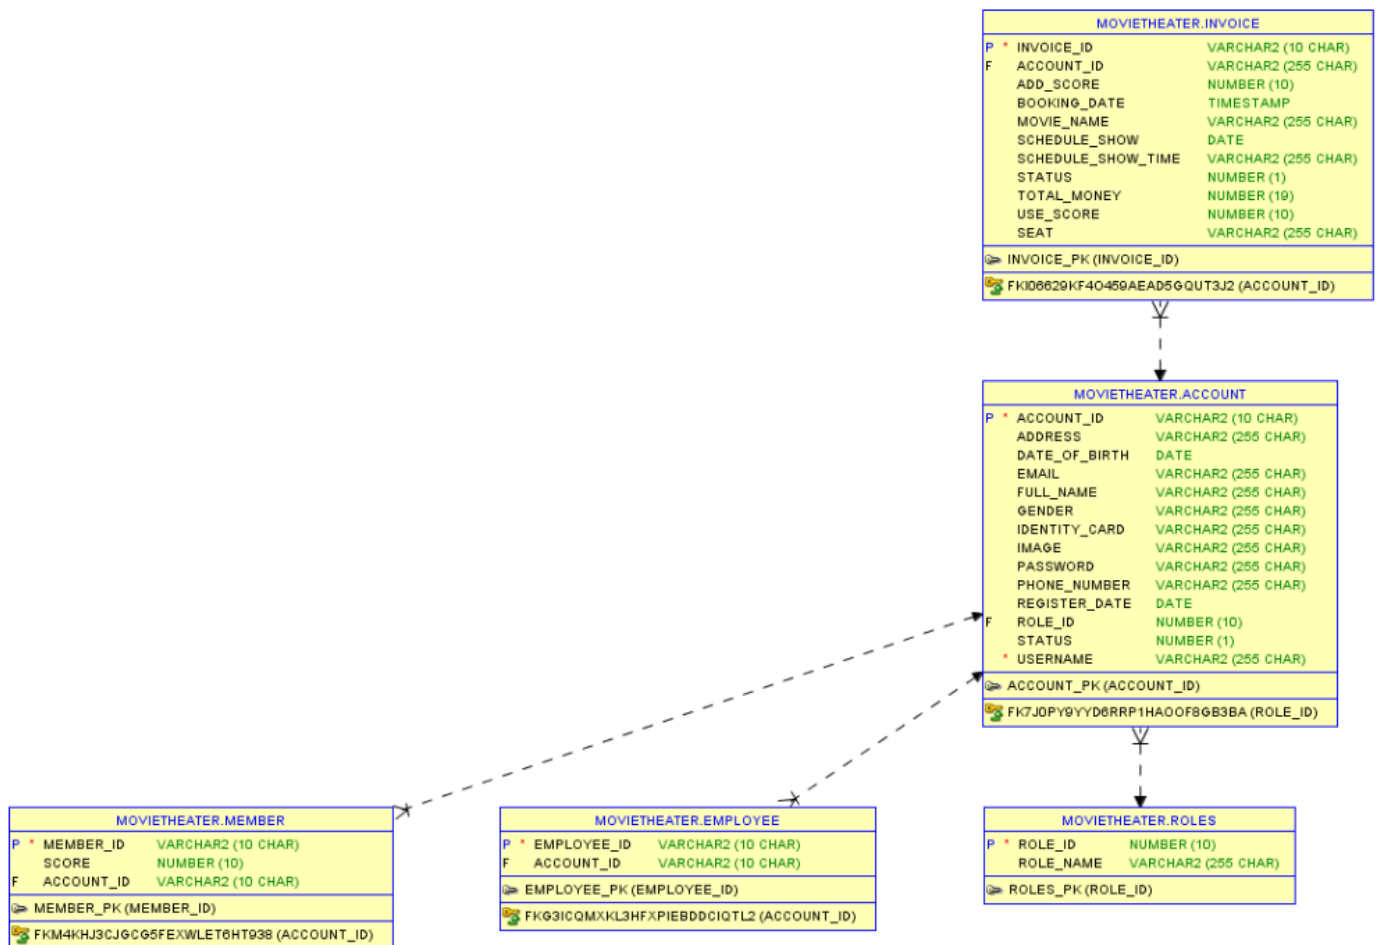 MOVIETHEATER.INVOICE
P * INVOICE_ID VARCHAR2 (10 CHAR)
F ACCOUNT_ID VARCHAR2 (255 CHAR)
ADD_SCORE NUMBER (10)
BOOKING_DATE TIMESTAMP
MOVIE_NAME VARCHAR2 (255 CHAR)
SCHEDULE_SHOW DATE
SCHEDULE_SHOW_TIME VARCHAR2 (255 CHAR)
STATUS NUMBER (1)
TOTAL_MONEY NUMBER (19)
USE_SCORE NUMBER (10)
SEAT VARCHAR2 (255 CHAR)
INVOICE_PK (INVOICE_ID)
FKI06629KF4O459AEAD5GQUT3J2 (ACCOUNT_ID)
MOVIETHEATER.ACCOUNT
P * ACCOUNT_ID VARCHAR2 (10 CHAR)
ADDRESS VARCHAR2 (255 CHAR)
DATE_OF_BIRTH DATE
EMAIL VARCHAR2 (255 CHAR)
FULL_NAME VARCHAR2 (255 CHAR)
GENDER VARCHAR2 (255 CHAR)
IDENTITY_CARD VARCHAR2 (255 CHAR)
IMAGE VARCHAR2 (255 CHAR)
PASSWORD VARCHAR2 (255 CHAR)
PHONE_NUMBER VARCHAR2 (255 CHAR)
REGISTER_DATE DATE
F ROLE_ID NUMBER (10)
STATUS NUMBER (1)
* USERNAME VARCHAR2 (255 CHAR)
ACCOUNT_PK (ACCOUNT_ID)
FK7J0PY9YYD6RRP1HAOOF8GB3BA (ROLE_ID)
MOVIETHEATER.MEMBER
P * MEMBER_ID VARCHAR2 (10 CHAR)
SCORE NUMBER (10)
F ACCOUNT_ID VARCHAR2 (10 CHAR)
MEMBER_PK (MEMBER_ID)
FKM4KHJ3CJGCG5FEXWLET6HT938 (ACCOUNT_ID)
MOVIETHEATER.EMPLOYEE
P * EMPLOYEE_ID VARCHAR2 (10 CHAR)
F ACCOUNT_ID VARCHAR2 (10 CHAR)
EMPLOYEE_PK (EMPLOYEE_ID)
FKG3ICQMXKL3HFXPIEBDDCIQTL2 (ACCOUNT_ID)
MOVIETHEATER.ROLES
P * ROLE_ID NUMBER (10)
ROLE_NAME VARCHAR2 (255 CHAR)
ROLES_PK (ROLE_ID)